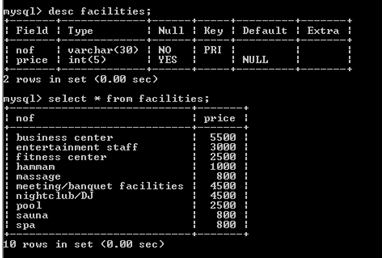 mysql> desc facilities;
+-------+-------------+------+-----+---------+-------+
| Field | Type | Null | Key | Default | Extra |
+-------+-------------+------+-----+---------+-------+
| nof | varchar(30) | NO | PRI | | |
| price | int(5) | YES | | NULL | |
+-------+-------------+------+-----+---------+-------+
2 rows in set (0.00 sec)
mysql> select * from facilities;
+----------------------------+-------+
| nof | price |
+----------------------------+-------+
| business center | 5500 |
| entertainment staff | 3000 |
| fitness center | 2500 |
| hammam | 1000 |
| massage | 800 |
| meeting/banquet facilities | 4500 |
| nightclub/DJ | 4500 |
| pool | 2500 |
| sauna | 800 |
| spa | 800 |
+----------------------------+-------+
10 rows in set (0.00 sec)